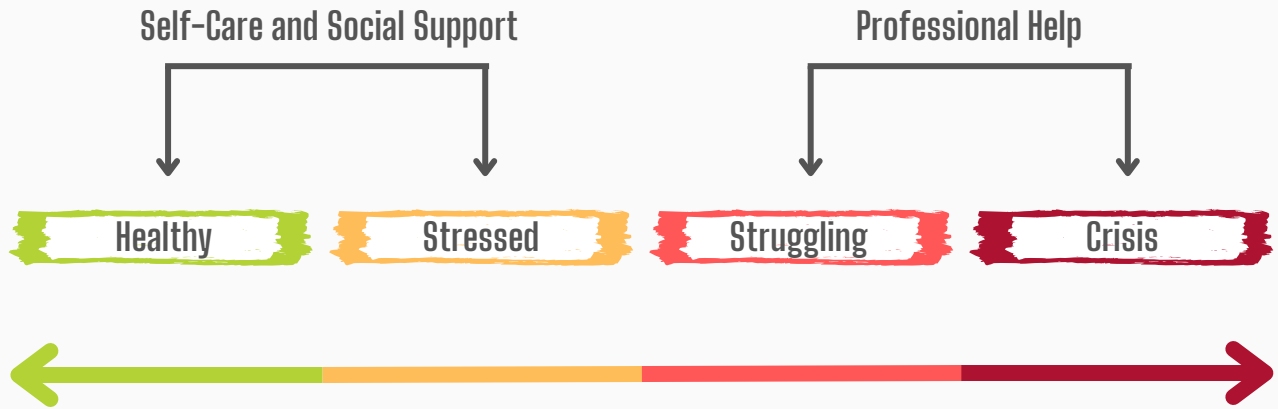 Self-Care and Social Support
Professional Help
Healthy
Stressed
Struggling
Crisis